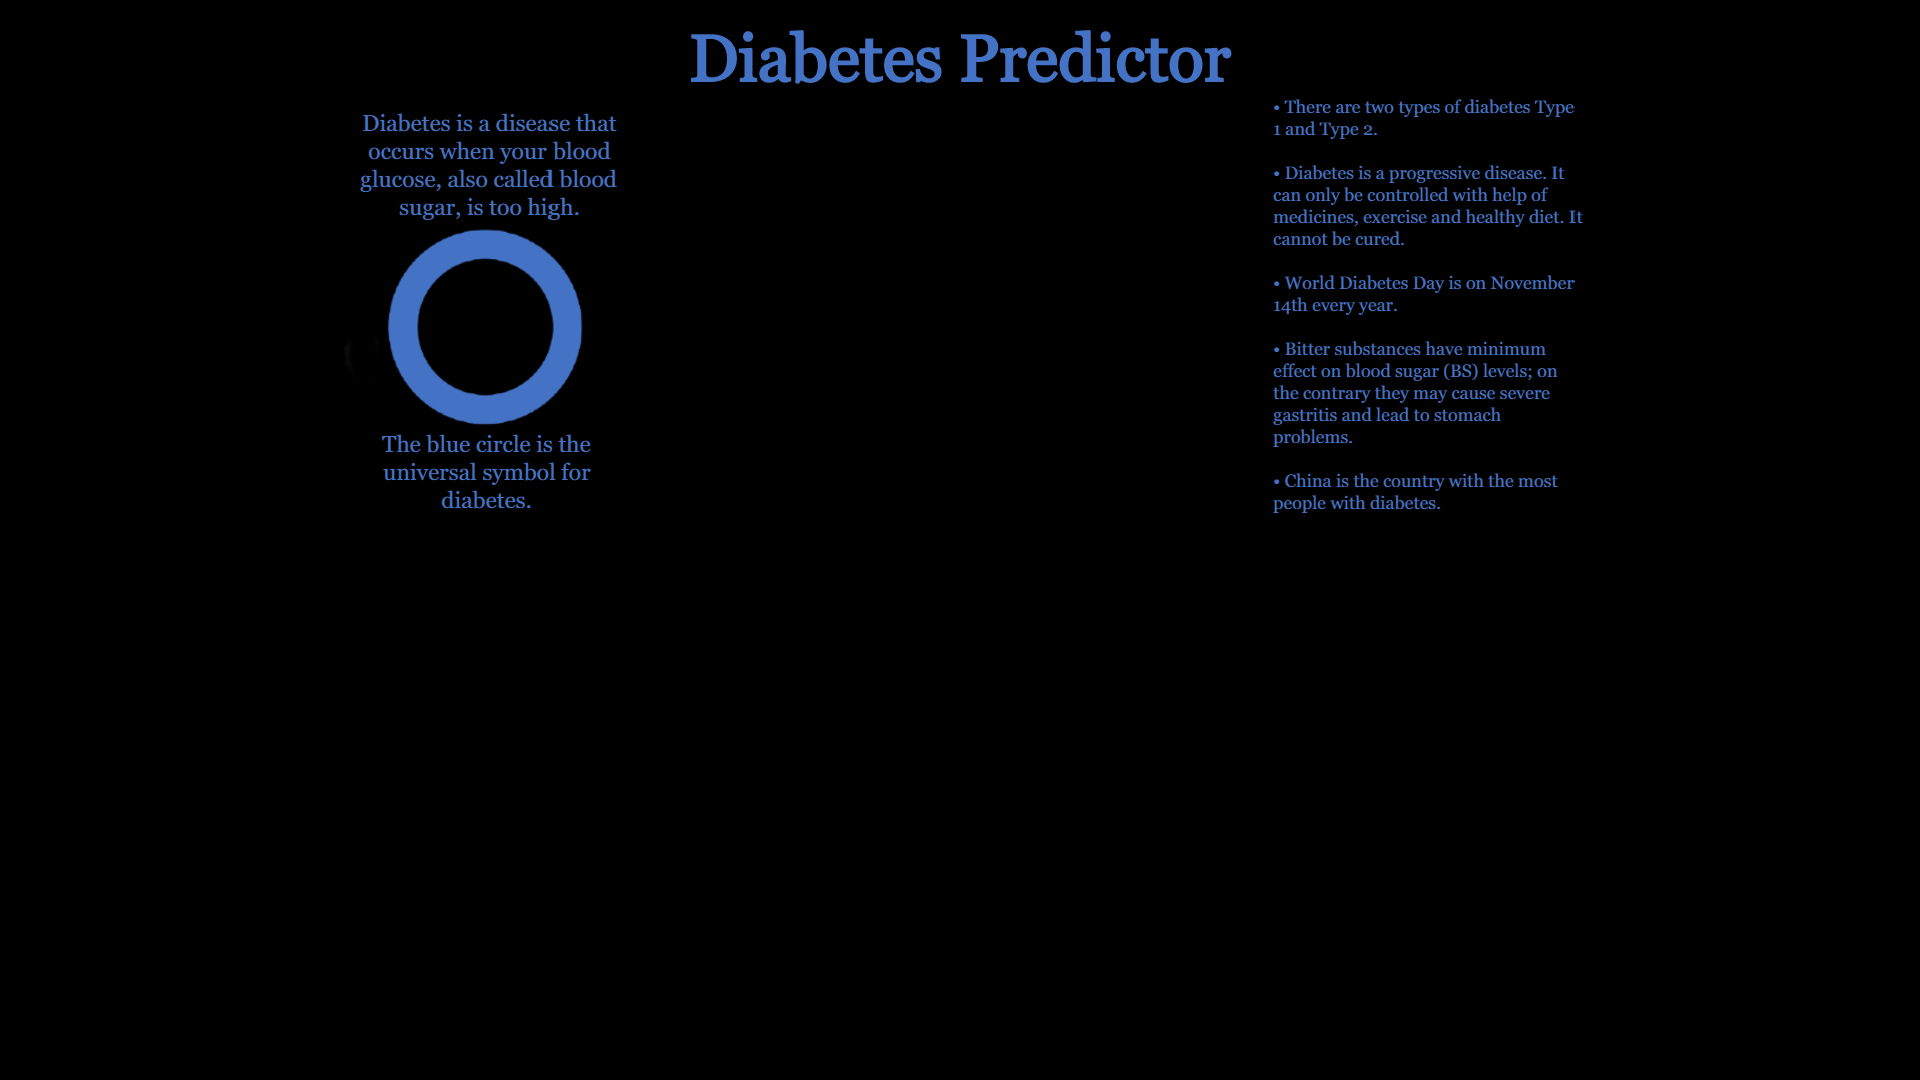 Diabetes Predictor
Diabetes is a disease that
occurs when your blood
glucose, also called blood
sugar, is too high.
The blue circle is the
universal symbol for
diabetes.
• There are two types of diabetes Type
1 and Type 2.
• Diabetes is a progressive disease. It
can only be controlled with help of
medicines, exercise and healthy diet. It
cannot be cured.
• World Diabetes Day is on November
14th every year.
• Bitter substances have minimum
effect on blood sugar (BS) levels; on
the contrary they may cause severe
gastritis and lead to stomach
problems.
• China is the country with the most
people with diabetes.